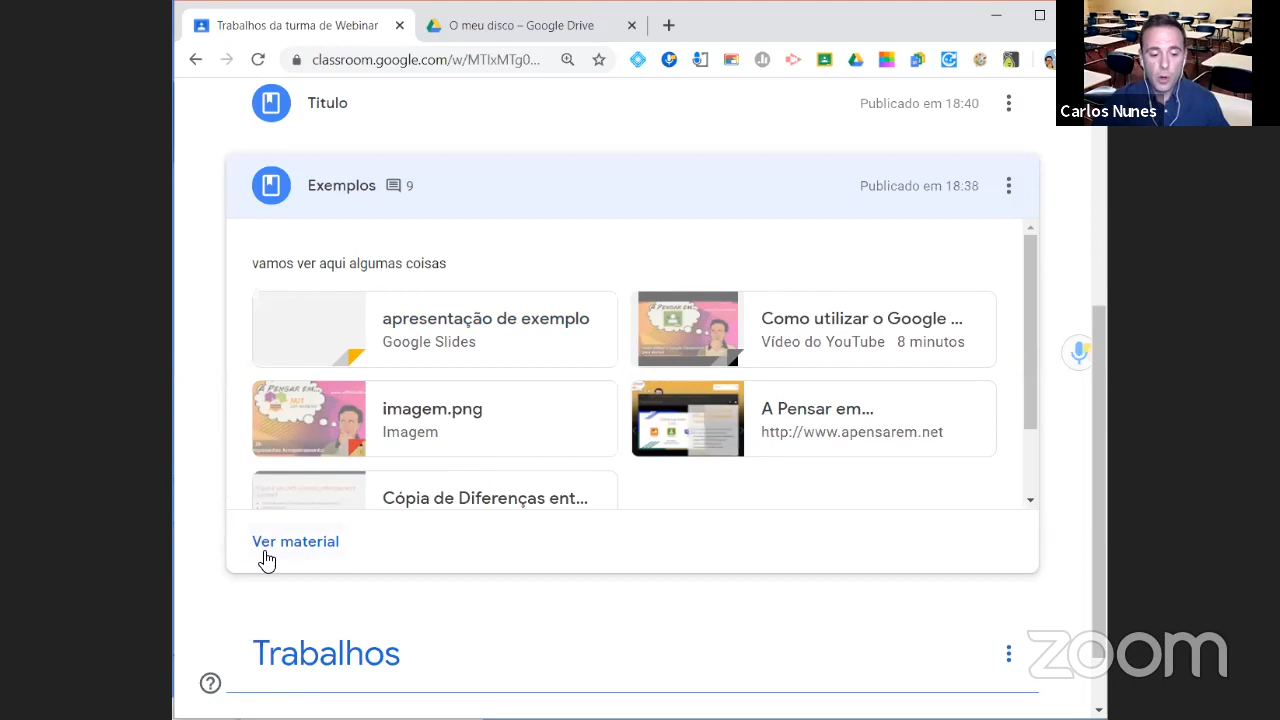 Trabalhos da turma de Webinar
O meu disco – Google Drive
classroom.google.com/w/MTIxMTg0...
Carlos Nunes
Titulo
Publicado em 18:40
Exemplos 9
Publicado em 18:38
vamos ver aqui algumas coisas
apresentação de exemplo
Google Slides
Como utilizar o Google ...
Vídeo do YouTube 8 minutos
A PENSAR EM...
imagem.png
Imagem
A Pensar em...
http://www.apensarem.net
Cópia de Diferenças ent...
Ver material
Trabalhos
zoom